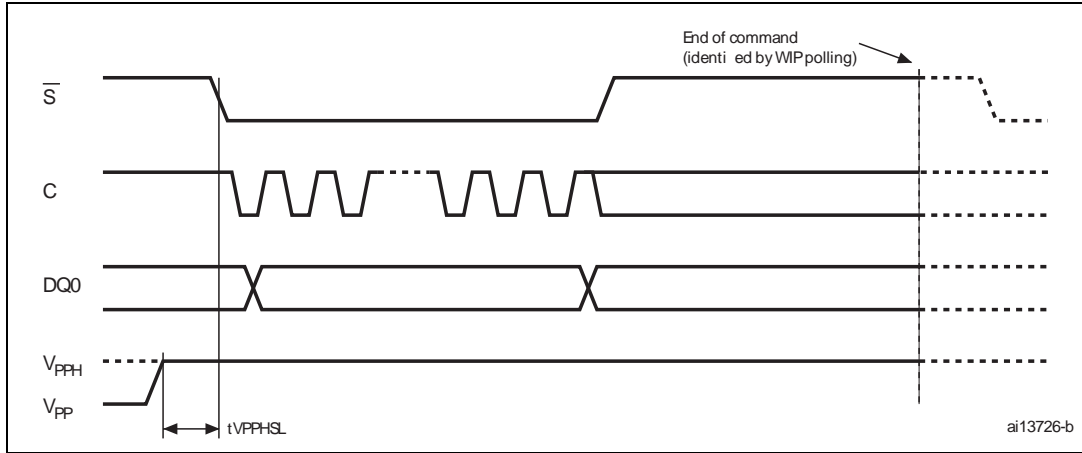 End of command
(identi ed by WIP polling)
S
C
DQ0
VPPH
VPP
tVPPHSL
ai13726-b